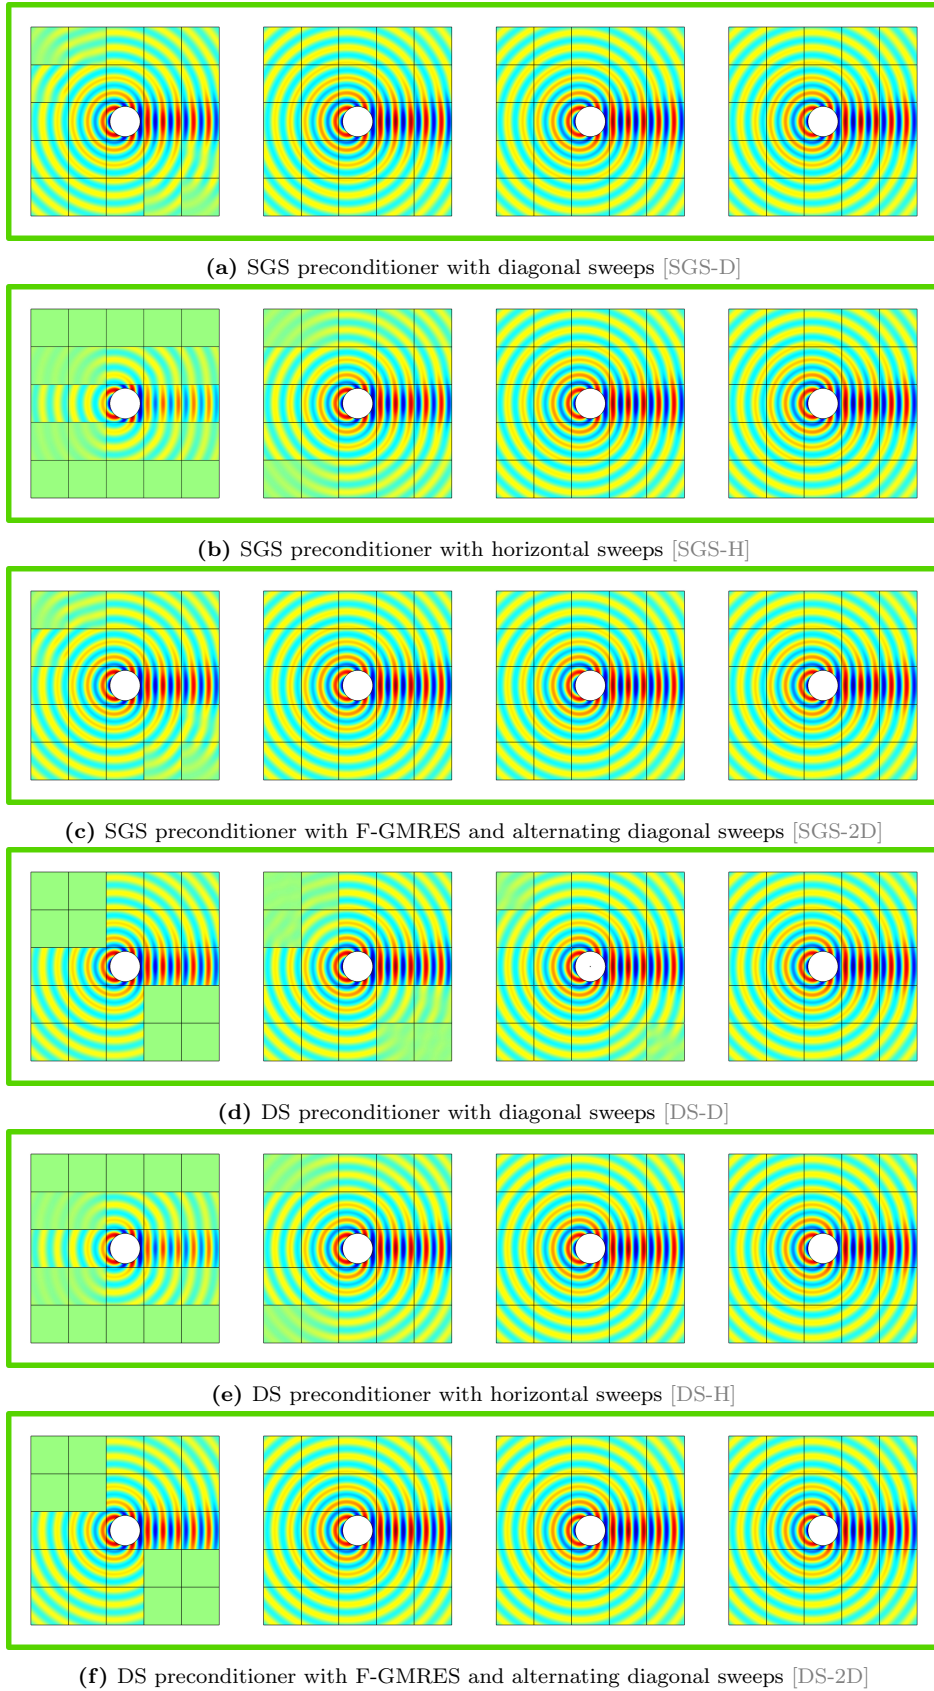 (a) SGS preconditioner with diagonal sweeps [SGS-D]
(b) SGS preconditioner with horizontal sweeps [SGS-H]
(c) SGS preconditioner with F-GMRES and alternating diagonal sweeps [SGS-2D]
(d) DS preconditioner with diagonal sweeps [DS-D]
(e) DS preconditioner with horizontal sweeps [DS-H]
(f) DS preconditioner with F-GMRES and alternating diagonal sweeps [DS-2D]